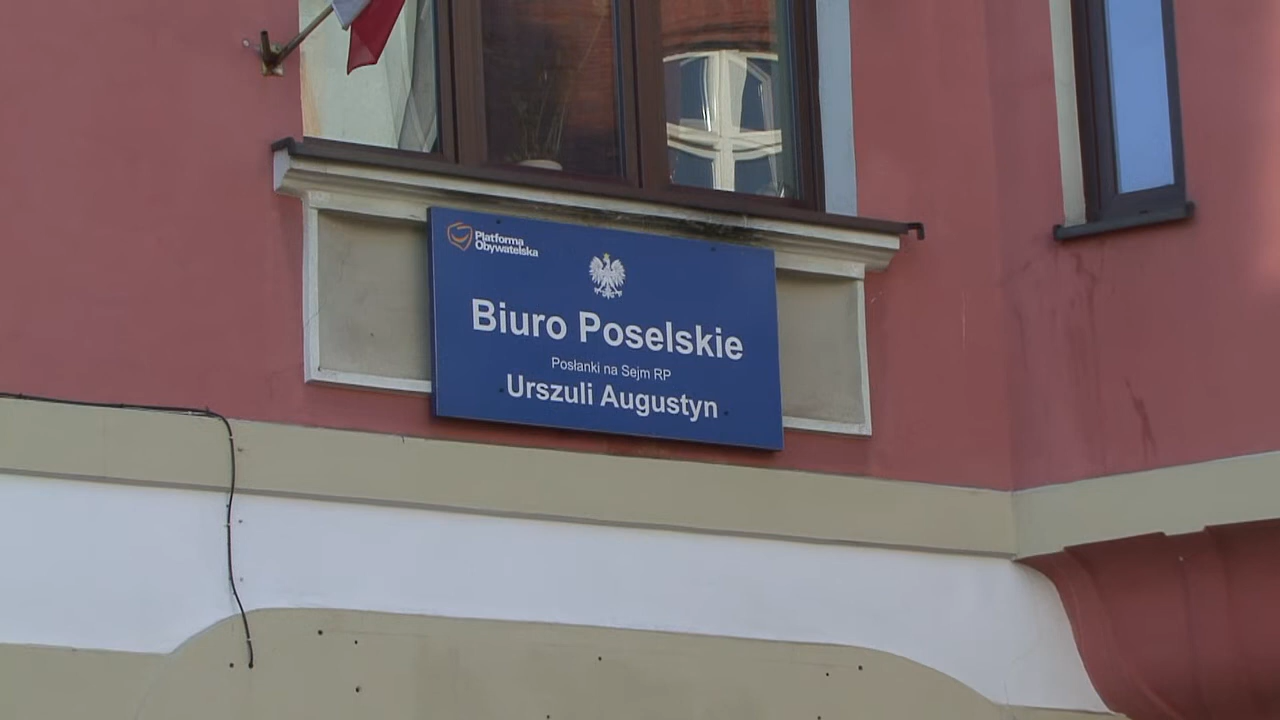 Platforma
Obywatelska
Biuro Poselskie
Posłanki na Sejm RP
Urszuli Augustyn